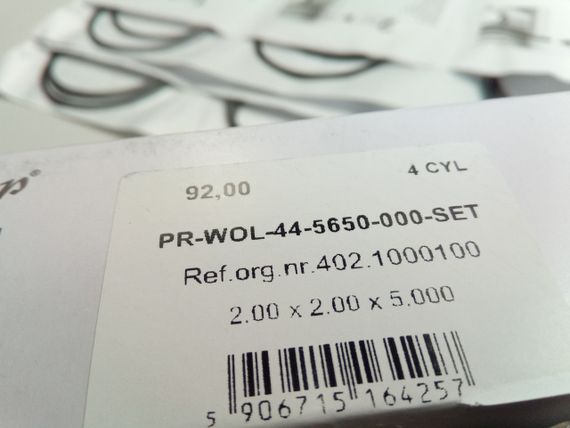 92,00
4 CYL
PR-WOL-44-5650-000-SET
Ref.org.nr.402.1000100
2.00 x 2.00 x 5.000
5 906715 164257